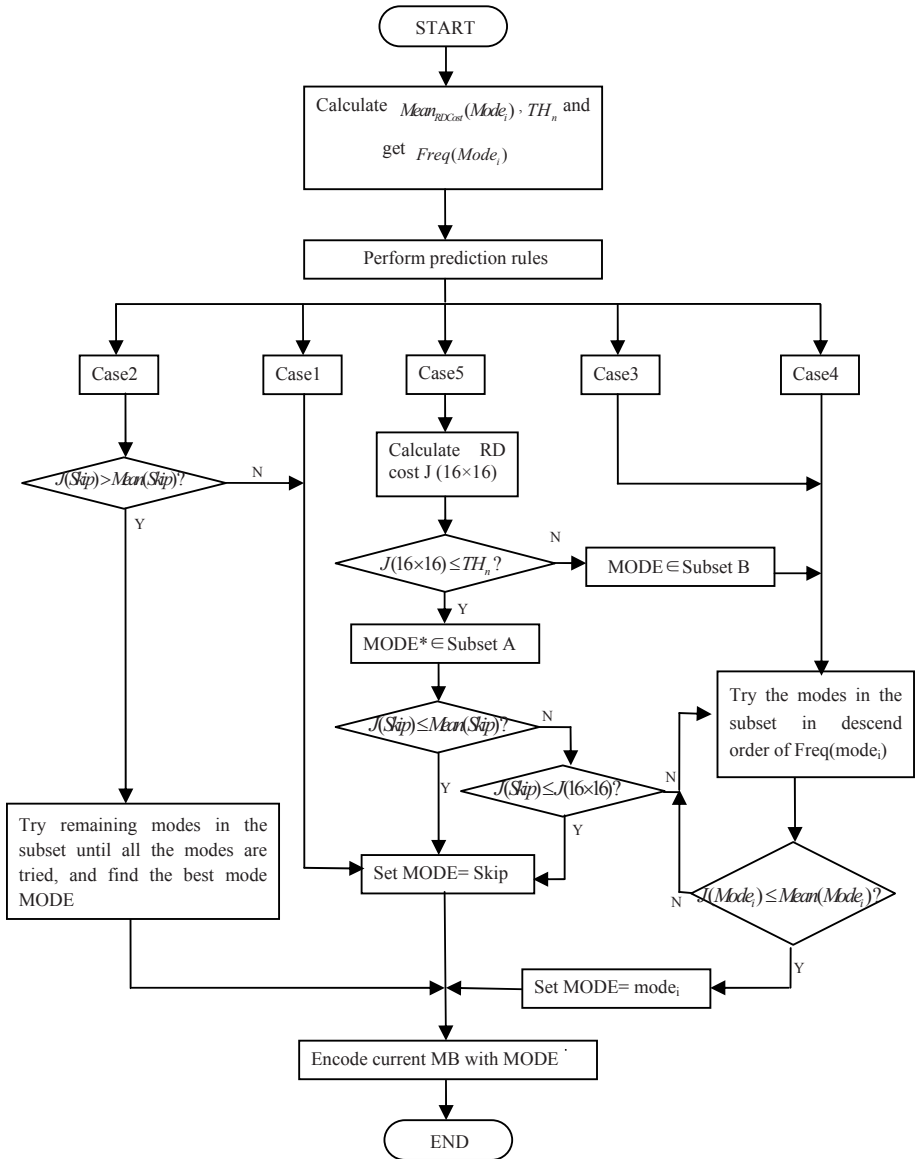 START
Calculate Mean_RDCost(Mode_i), TH_n and
get Freq(Mode_i)
Perform prediction rules
Case2
Case1
Case5
Case3
Case4
Calculate RD
cost J (16×16)
J(Skip)>Mean(Skip)?
N
Y
J(16×16)≤TH_n?
N
Y
MODE∈Subset B
MODE*∈Subset A
J(Skip)≤Mean(Skip)?
N
Y
Try the modes in the
subset in descend
order of Freq(mode_i)
J(Skip)≤J(16×16)?
N
Y
Try remaining modes in the
subset until all the modes are
tried, and find the best mode
MODE
Set MODE= Skip
J(Mode_i)≤Mean(Mode_i)?
N
Y
Set MODE= mode_i
Encode current MB with MODE
END